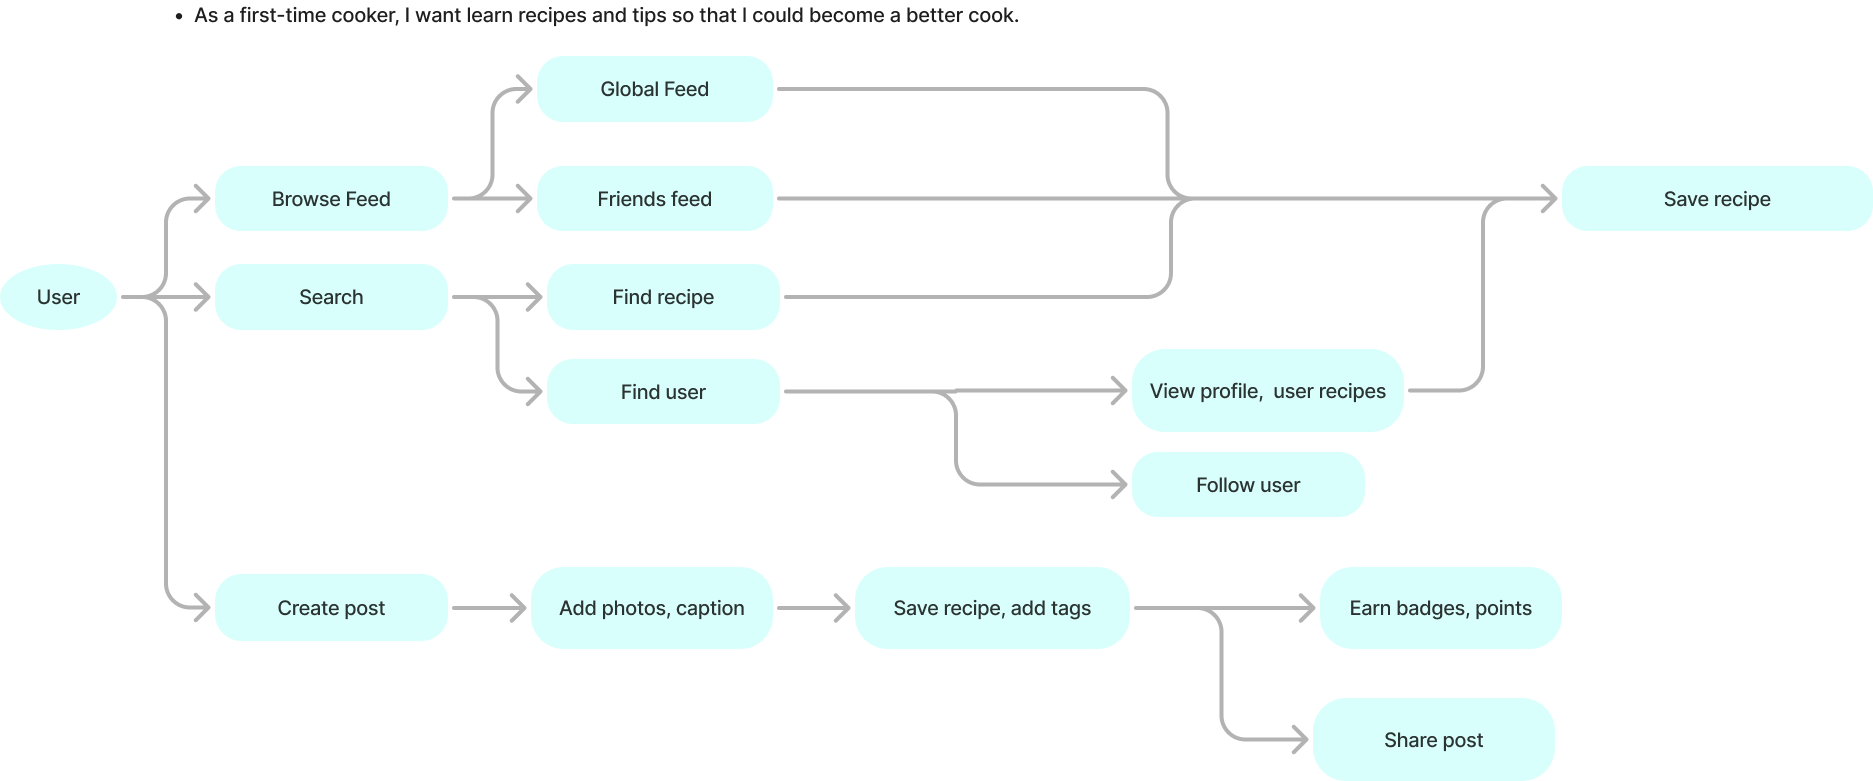 • As a first-time cooker, I want learn recipes and tips so that I could become a better cook.
Global Feed
Browse Feed
Friends feed
Save recipe
User
Search
Find recipe
Find user
View profile,  user recipes
Follow user
Create post
Add photos, caption
Save recipe, add tags
Earn badges, points
Share post